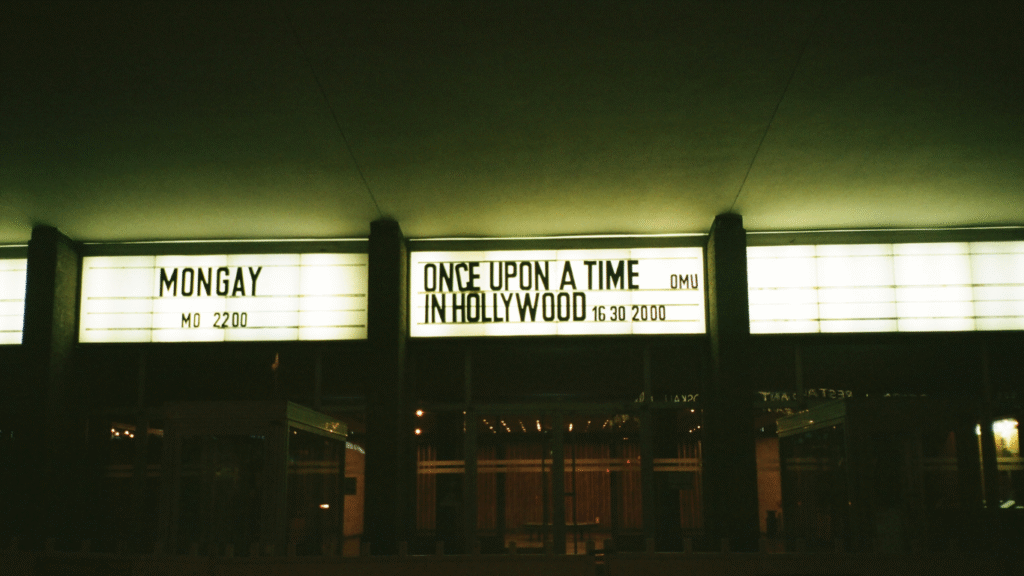 MONGAY
MO 2200
ONCE UPON A TIME OMU
IN HOLLYWOOD 16 30 2000